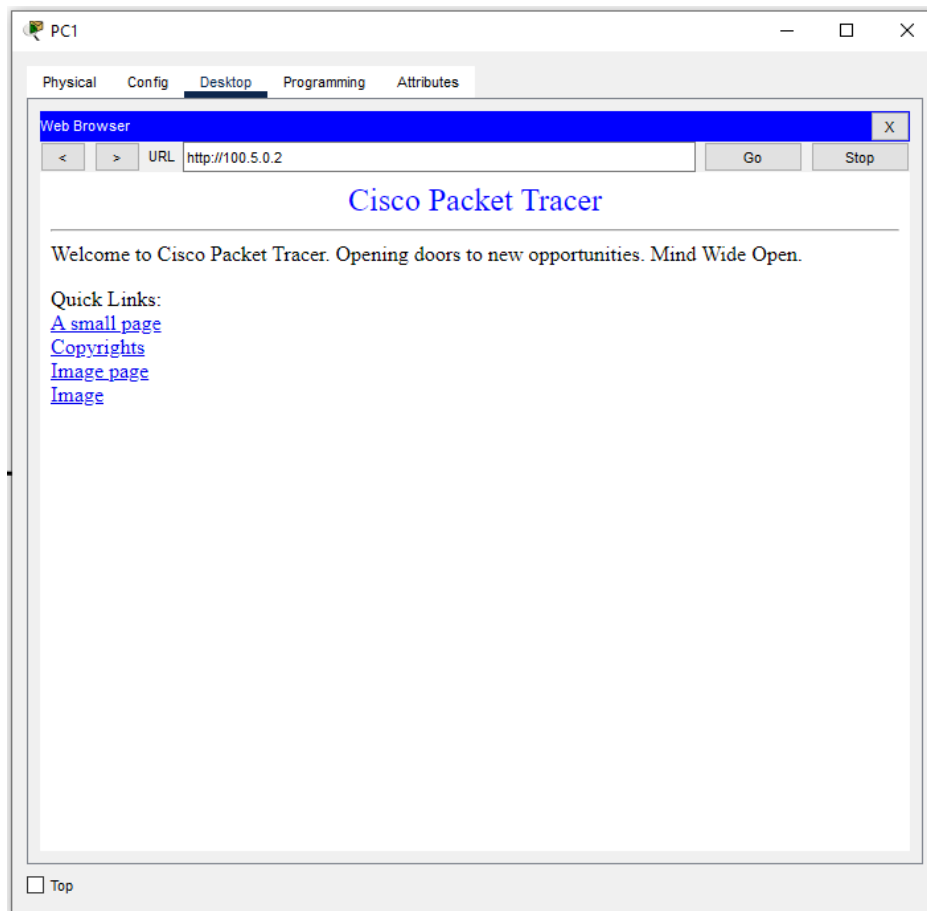 PC1
Physical Config Desktop Programming Attributes
Web Browser X
< > URL http://100.5.0.2 Go Stop
Cisco Packet Tracer
Welcome to Cisco Packet Tracer. Opening doors to new opportunities. Mind Wide Open.
Quick Links:
A small page
Copyrights
Image page
Image
Top